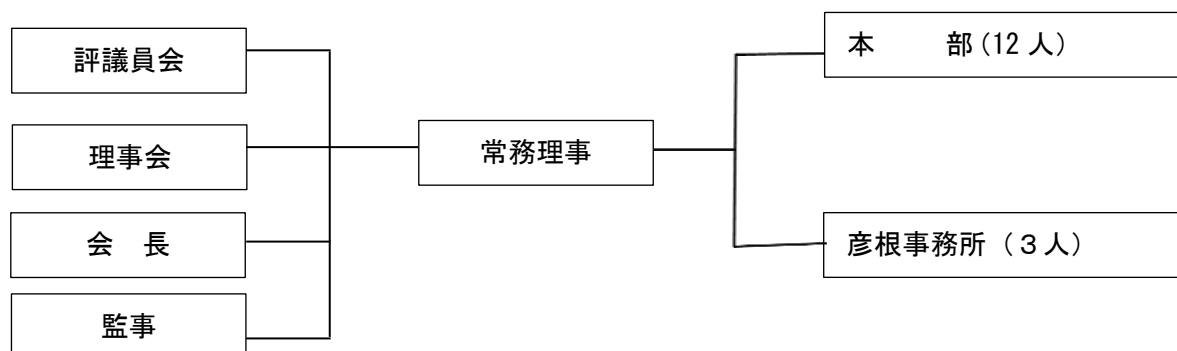 評議員会
理事会
会　長
監事
常務理事
本　　　部(12 人)
彦根事務所（３人）